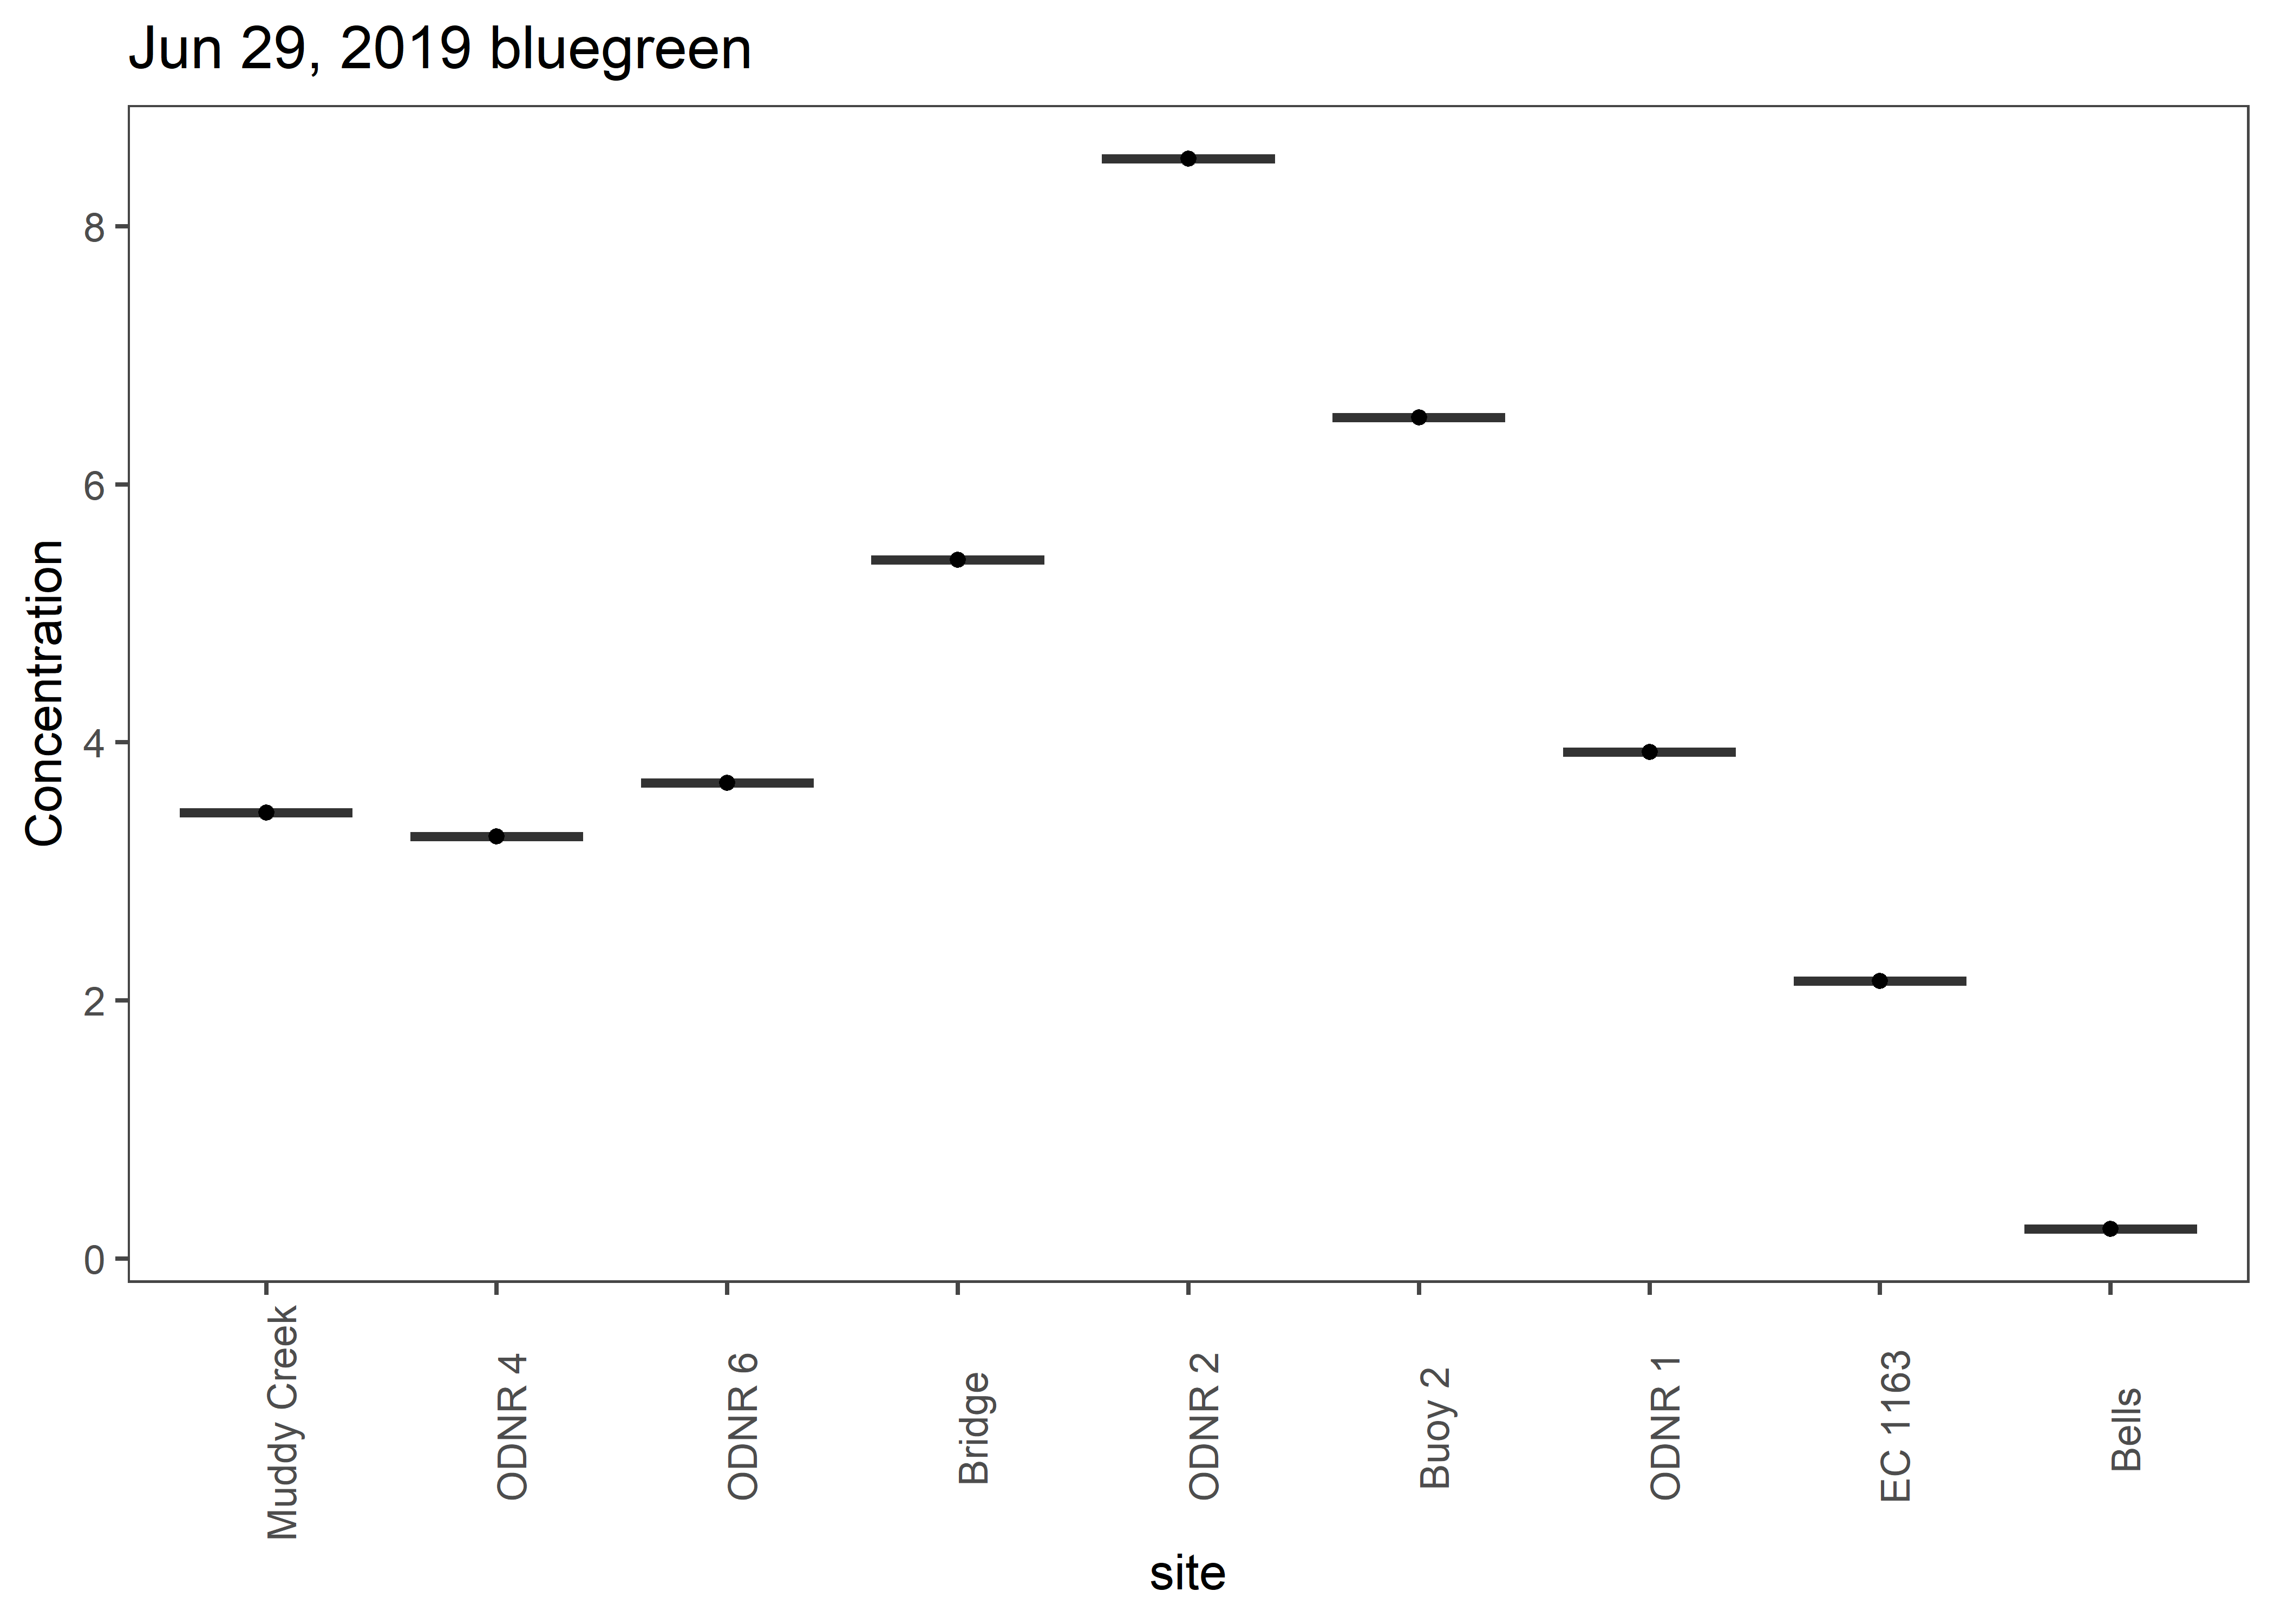 Jun 29, 2019 bluegreen
Concentration
8
6
4
2
0
Muddy Creek
ODNR 4
ODNR 6
Bridge
ODNR 2
Buoy 2
ODNR 1
EC 1163
Bells
site